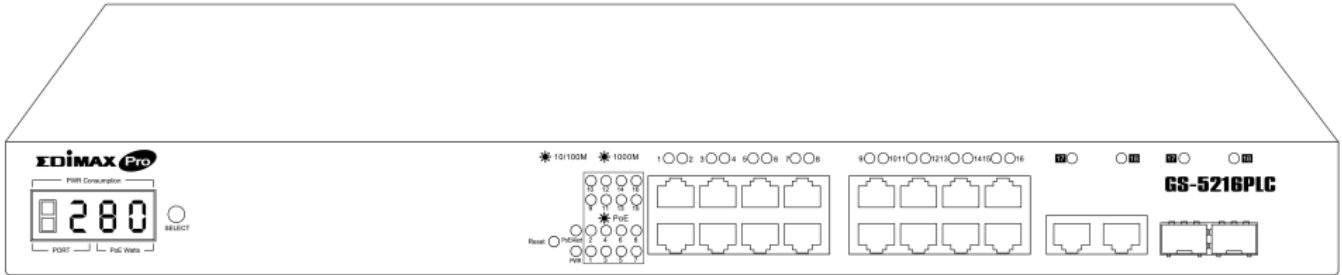 EDIMAX Pro
PWR Consumption
280
PORT PoE Watts
SELECT
10/100M 1000M
10 12 14 16
9 11 13 15
PoE
Reset PoE Max 2 4 6 8
PWR 1 3 5 7
1 2 3 4 5 6 7 8
9 10 11 12 13 14 15 16
17 18
17 18
GS-5216PLC